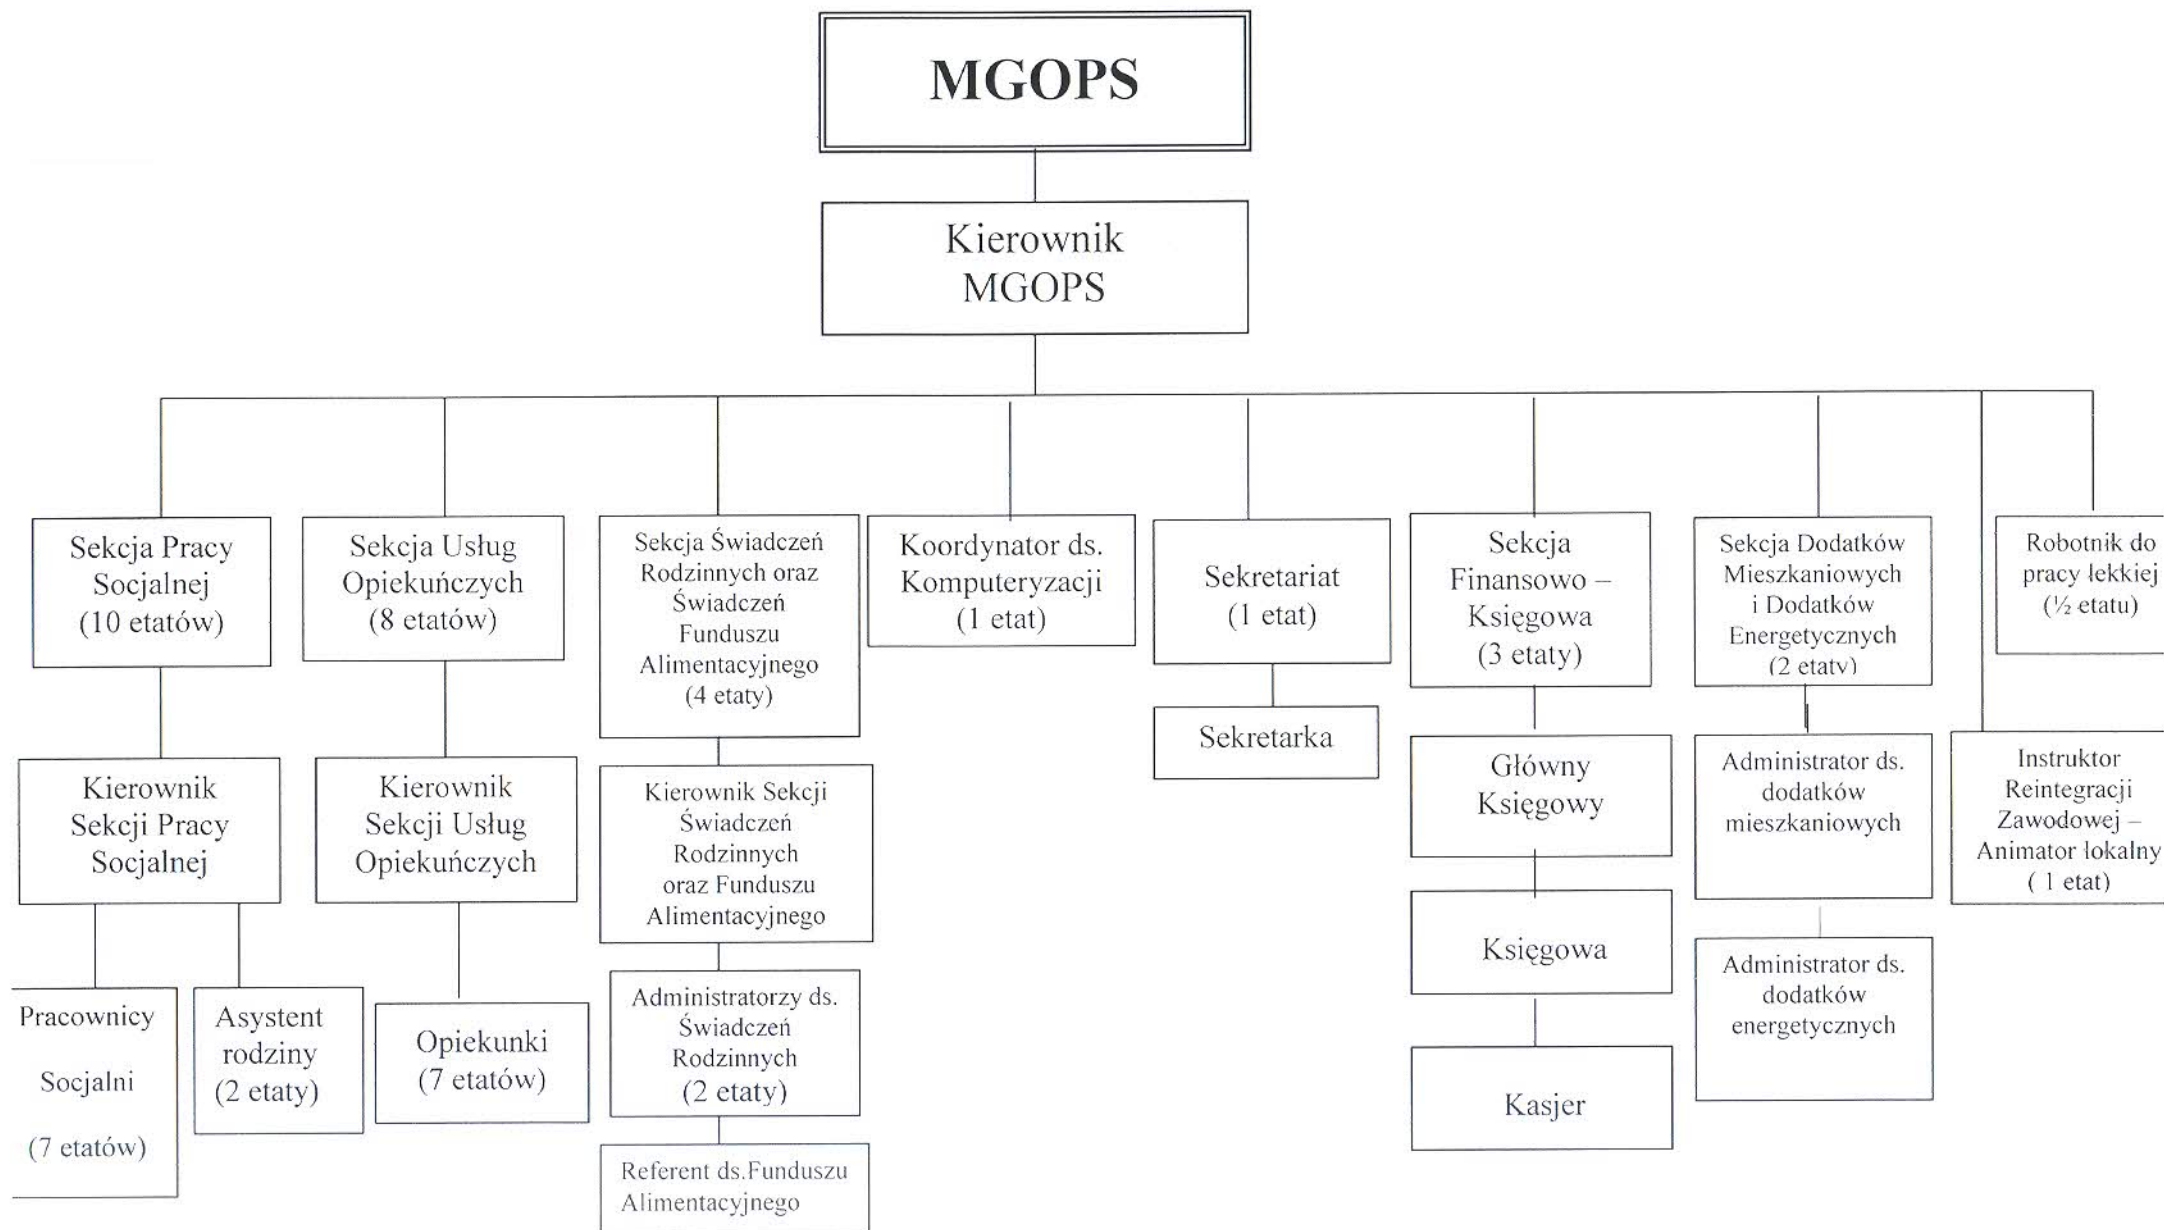 MGOPS
Kierownik
MGOPS
Sekcja Pracy
Socjalnej
(10 etatów)
Sekcja Usług
Opiekuńczych
(8 etatów)
Sekcja Świadczeń
Rodzinnych oraz
Świadczeń
Funduszu
Alimentacyjnego
(4 etaty)
Koordynator ds.
Komputeryzacji
(1 etat)
Sekretariat
(1 etat)
Sekcja
Finansowo –
Księgowa
(3 etaty)
Sekcja Dodatków
Mieszkaniowych
i Dodatków
Energetycznych
(2 etaty)
Robotnik do
pracy lekkiej
(½ etatu)
Kierownik
Sekcji Pracy
Socjalnej
Kierownik
Sekcji Usług
Opiekuńczych
Kierownik Sekcji
Świadczeń
Rodzinnych
oraz Funduszu
Alimentacyjnego
Sekretarka
Główny
Księgowy
Administrator ds.
dodatków
mieszkaniowych
Instruktor
Reintegracji
Zawodowej –
Animator lokalny
( 1 etat)
Pracownicy
Socjalni
(7 etatów)
Asystent
rodziny
(2 etaty)
Opiekunki
(7 etatów)
Administratorzy ds.
Świadczeń
Rodzinnych
(2 etaty)
Księgowa
Administrator ds.
dodatków
energetycznych
Kasjer
Referent ds.Funduszu
Alimentacyjnego